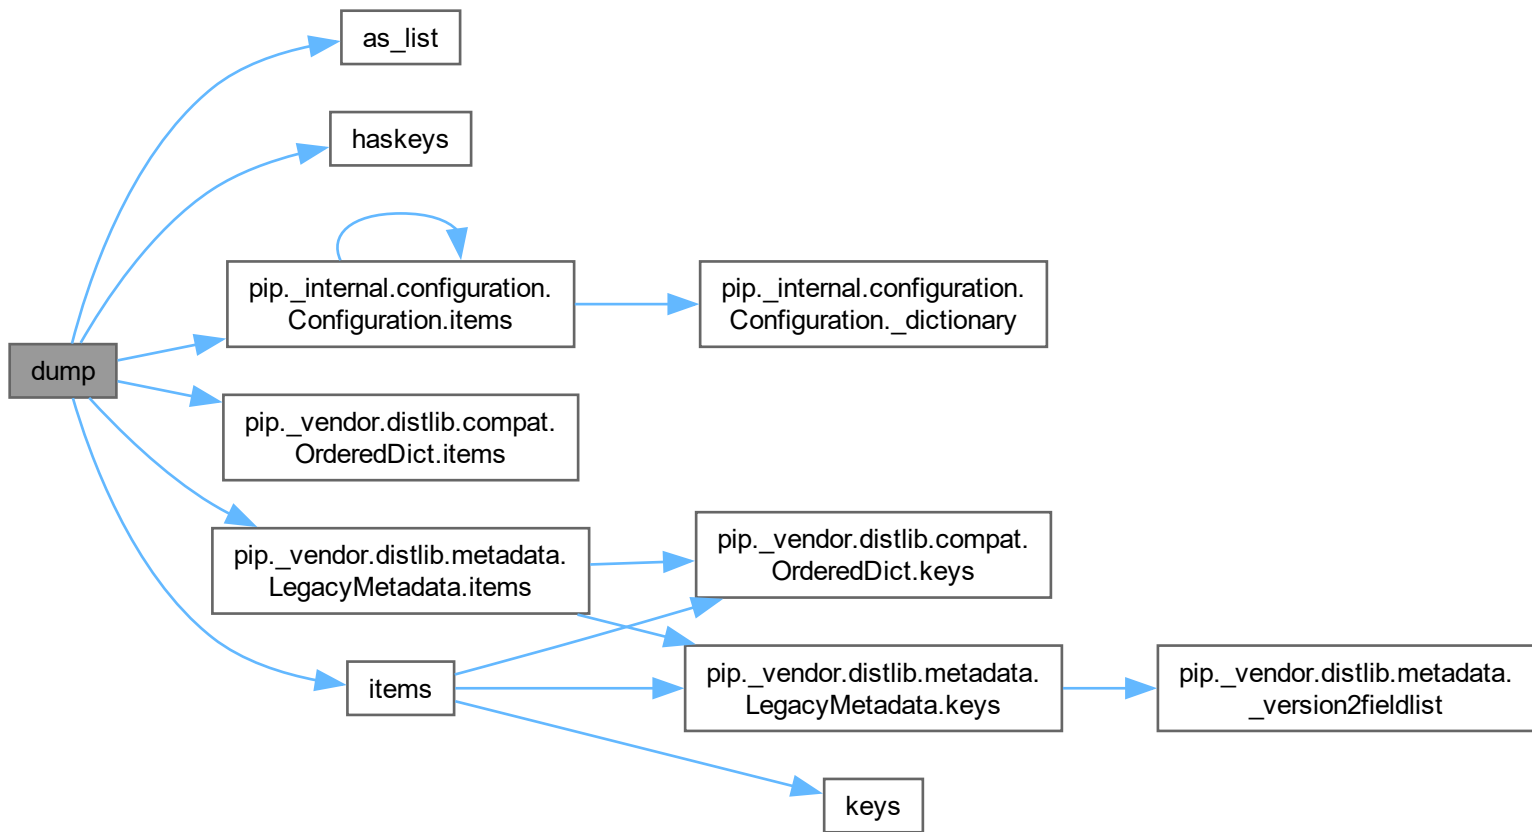 as_list
haskeys
pip._internal.configuration.
Configuration.items
pip._internal.configuration.
Configuration._dictionary
dump
pip._vendor.distlib.compat.
OrderedDict.items
pip._vendor.distlib.metadata.
LegacyMetadata.items
pip._vendor.distlib.compat.
OrderedDict.keys
items
pip._vendor.distlib.metadata.
LegacyMetadata.keys
pip._vendor.distlib.metadata.
_version2fieldlist
keys